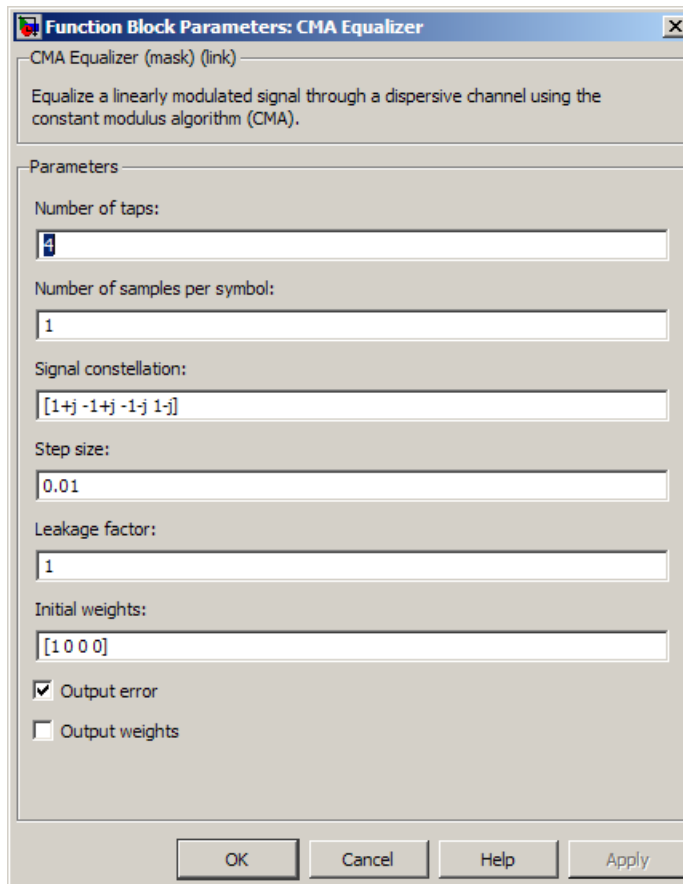 Function Block Parameters: CMA Equalizer
CMA Equalizer (mask) (link)
Equalize a linearly modulated signal through a dispersive channel using the
constant modulus algorithm (CMA).
Parameters
Number of taps:
4
Number of samples per symbol:
1
Signal constellation:
[1+j -1+j -1-j 1-j]
Step size:
0.01
Leakage factor:
1
Initial weights:
[1 0 0 0]
Output error
Output weights
OK Cancel Help Apply